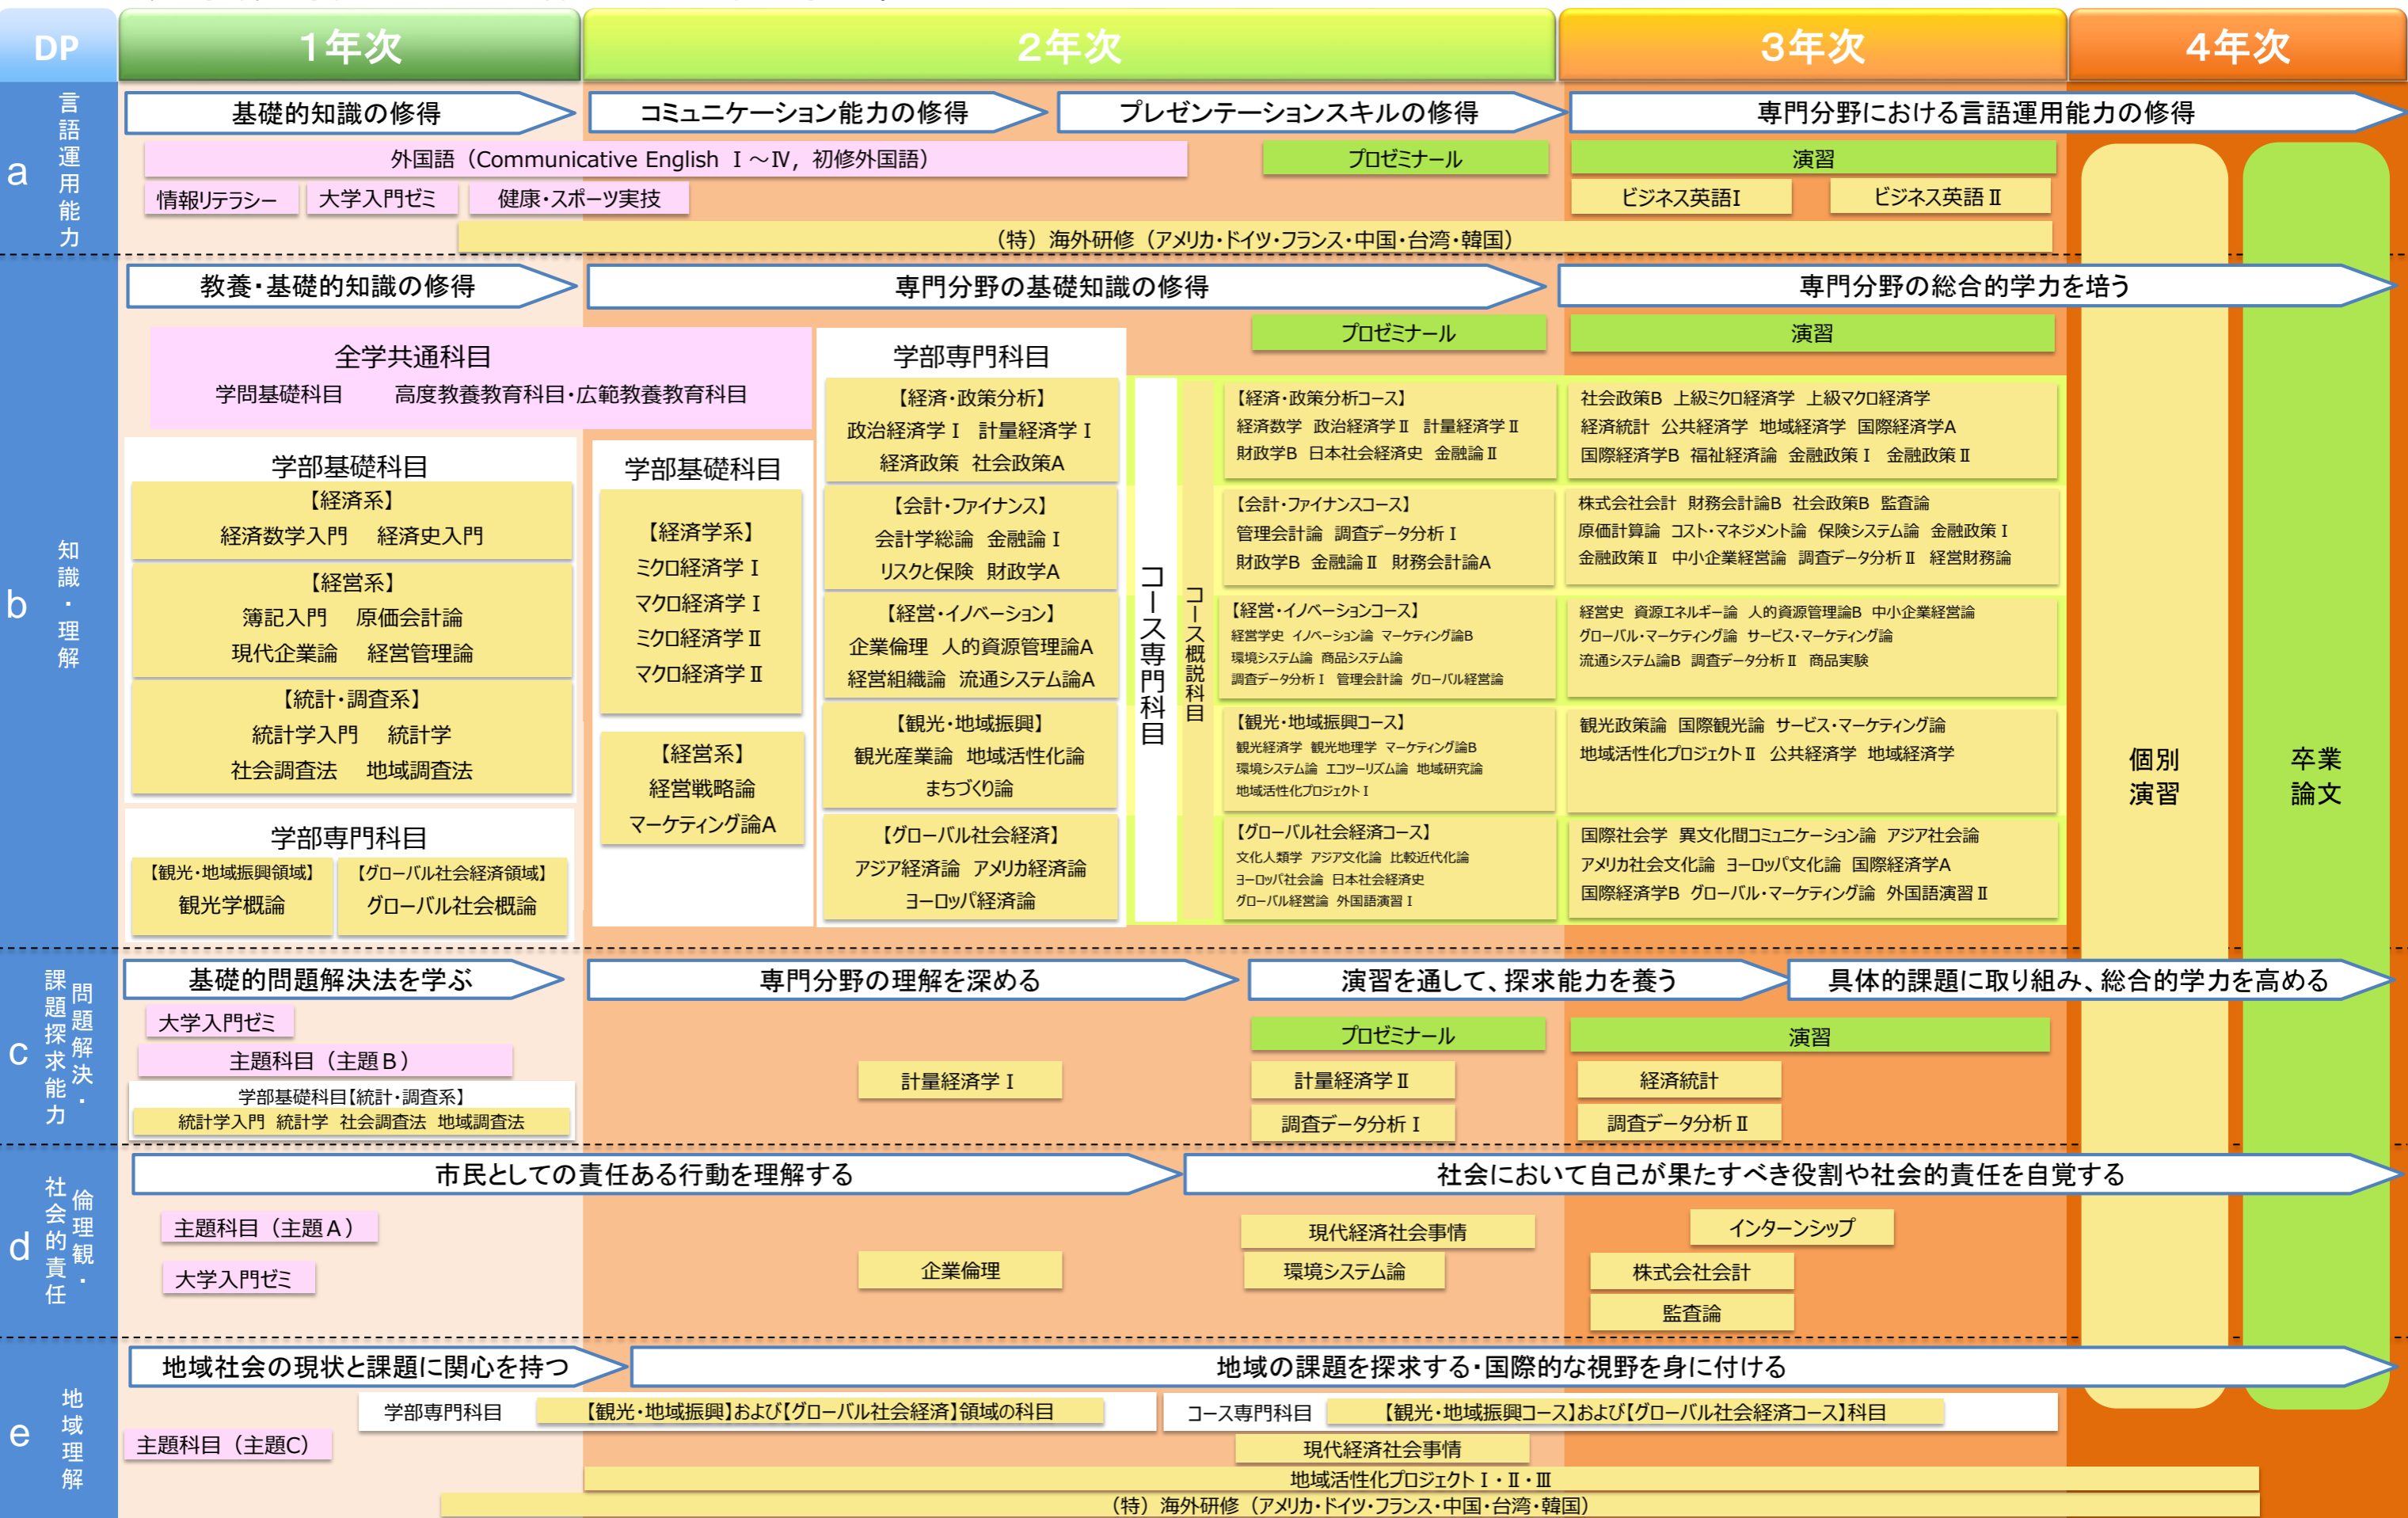 DP
1年次
2年次
3年次
4年次
a
言語運用能力
基礎的知識の修得
コミュニケーション能力の修得
プレゼンテーションスキルの修得
専門分野における言語運用能力の修得
外国語（Communicative English Ⅰ～Ⅳ, 初修外国語）
プロゼミナール
演習
情報リテラシー
大学入門ゼミ
健康・スポーツ実技
ビジネス英語Ⅰ
ビジネス英語Ⅱ
（特）海外研修（アメリカ・ドイツ・フランス・中国・台湾・韓国）
b
知識・理解
教養・基礎的知識の修得
専門分野の基礎知識の修得
専門分野の総合的学力を培う
プロゼミナール
演習
全学共通科目
学問基礎科目 高度教養教育科目・広範教養教育科目
学部基礎科目
【経済系】
経済数学入門 経済史入門
【経営系】
簿記入門 原価会計論
現代企業論 経営管理論
【統計・調査系】
統計学入門 統計学
社会調査法 地域調査法
学部専門科目
【観光・地域振興領域】
観光学概論
【グローバル社会経済領域】
グローバル社会概論
学部基礎科目
【経済学系】
ミクロ経済学Ⅰ
マクロ経済学Ⅰ
ミクロ経済学Ⅱ
マクロ経済学Ⅱ
【経営系】
経営戦略論
マーケティング論A
学部専門科目
【経済・政策分析】
政治経済学Ⅰ 計量経済学Ⅰ
経済政策 社会政策A
【会計・ファイナンス】
会計学総論 金融論Ⅰ
リスクと保険 財政学A
【経営・イノベーション】
企業倫理 人的資源管理論A
経営組織論 流通システム論A
【観光・地域振興】
観光産業論 地域活性化論
まちづくり論
【グローバル社会経済】
アジア経済論 アメリカ経済論
ヨーロッパ経済論
コース専門科目
コース概説科目
【経済・政策分析コース】
経済数学 政治経済学Ⅱ 計量経済学Ⅱ
財政学B 日本社会経済史 金融論Ⅱ
【会計・ファイナンスコース】
管理会計論 調査データ分析Ⅰ
財政学B 金融論Ⅱ 財務会計論A
【経営・イノベーションコース】
経営学史 イノベーション論 マーケティング論B
環境システム論 商品システム論
調査データ分析Ⅰ 管理会計論 グローバル経営論
【観光・地域振興コース】
観光経済学 観光地理学 マーケティング論B
環境システム論 エコツーリズム論 地域研究論
地域活性化プロジェクトⅠ
【グローバル社会経済コース】
文化人類学 アジア文化論 比較近代化論
ヨーロッパ社会論 日本社会経済史
グローバル経営論 外国語演習Ⅰ
社会政策B 上級ミクロ経済学 上級マクロ経済学
経済統計 公共経済学 地域経済学 国際経済学A
国際経済学B 福祉経済論 金融政策Ⅰ 金融政策Ⅱ
株式会社会計 財務会計論B 社会政策B 監査論
原価計算論 コスト・マネジメント論 保険システム論 金融政策Ⅰ
金融政策Ⅱ 中小企業経営論 調査データ分析Ⅱ 経営財務論
経営史 資源エネルギー論 人的資源管理論B 中小企業経営論
グローバル・マーケティング論 サービス・マーケティング論
流通システム論B 調査データ分析Ⅱ 商品実験
観光政策論 国際観光論 サービス・マーケティング論
地域活性化プロジェクトⅡ 公共経済学 地域経済学
国際社会学 異文化間コミュニケーション論 アジア社会論
アメリカ社会文化論 ヨーロッパ文化論 国際経済学A
国際経済学B グローバル・マーケティング論 外国語演習Ⅱ
個別
演習
卒業
論文
c
問題解決・
課題探求能力
基礎的問題解決法を学ぶ
専門分野の理解を深める
演習を通して、探求能力を養う
具体的課題に取り組み、総合的学力を高める
大学入門ゼミ
プロゼミナール
演習
主題科目（主題Ｂ）
計量経済学Ⅰ
計量経済学Ⅱ
経済統計
学部基礎科目【統計・調査系】
統計学入門 統計学 社会調査法 地域調査法
調査データ分析Ⅰ
調査データ分析Ⅱ
d
倫理観・
社会的責任
市民としての責任ある行動を理解する
社会において自己が果たすべき役割や社会的責任を自覚する
主題科目（主題Ａ）
現代経済社会事情
インターンシップ
大学入門ゼミ
企業倫理
環境システム論
株式会社会計
監査論
e
地域理解
地域社会の現状と課題に関心を持つ
地域の課題を探求する・国際的な視野を身に付ける
学部専門科目
【観光・地域振興】および【グローバル社会経済】領域の科目
コース専門科目
【観光・地域振興コース】および【グローバル社会経済コース】科目
主題科目（主題C）
現代経済社会事情
地域活性化プロジェクトⅠ・Ⅱ・Ⅲ
（特）海外研修（アメリカ・ドイツ・フランス・中国・台湾・韓国）